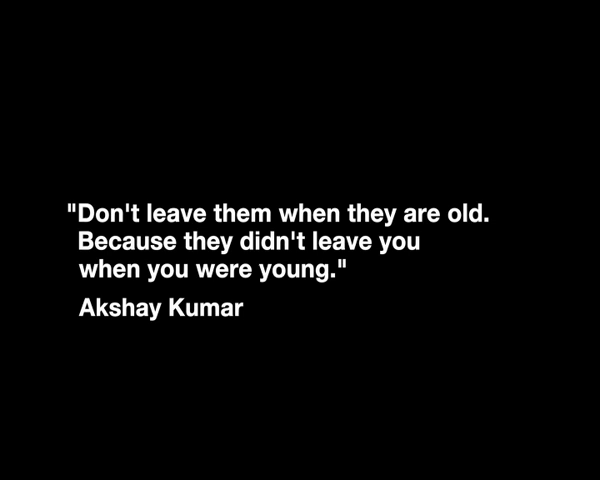 "Don't leave them when they are old.
Because they didn't leave you
when you were young."
Akshay Kumar